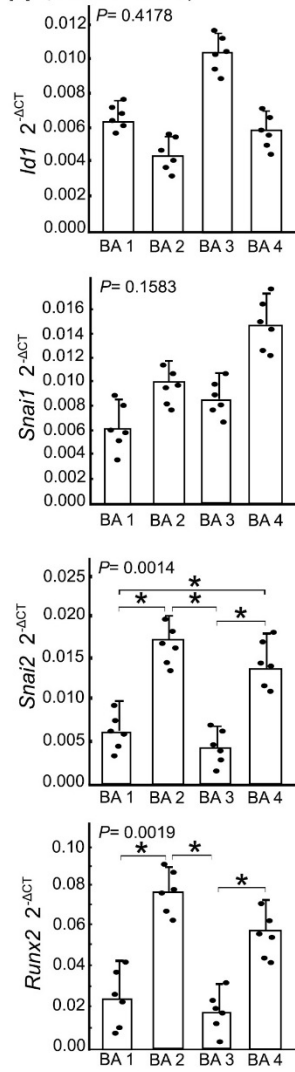 P= 0.4178
Id1 2^-ΔCT
0.012
0.010
0.008
0.006
0.004
0.002
0.000
BA 1 BA 2 BA 3 BA 4
P= 0.1583
Snai1 2^-ΔCT
0.016
0.014
0.012
0.010
0.008
0.006
0.004
0.002
0.000
BA 1 BA 2 BA 3 BA 4
P= 0.0014
Snai2 2^-ΔCT
0.025
0.020
0.015
0.010
0.005
0.000
*
* * *
BA 1 BA 2 BA 3 BA 4
P= 0.0019
Runx2 2^-ΔCT
0.10
0.08
0.06
0.04
0.02
0.00
* * *
BA 1 BA 2 BA 3 BA 4